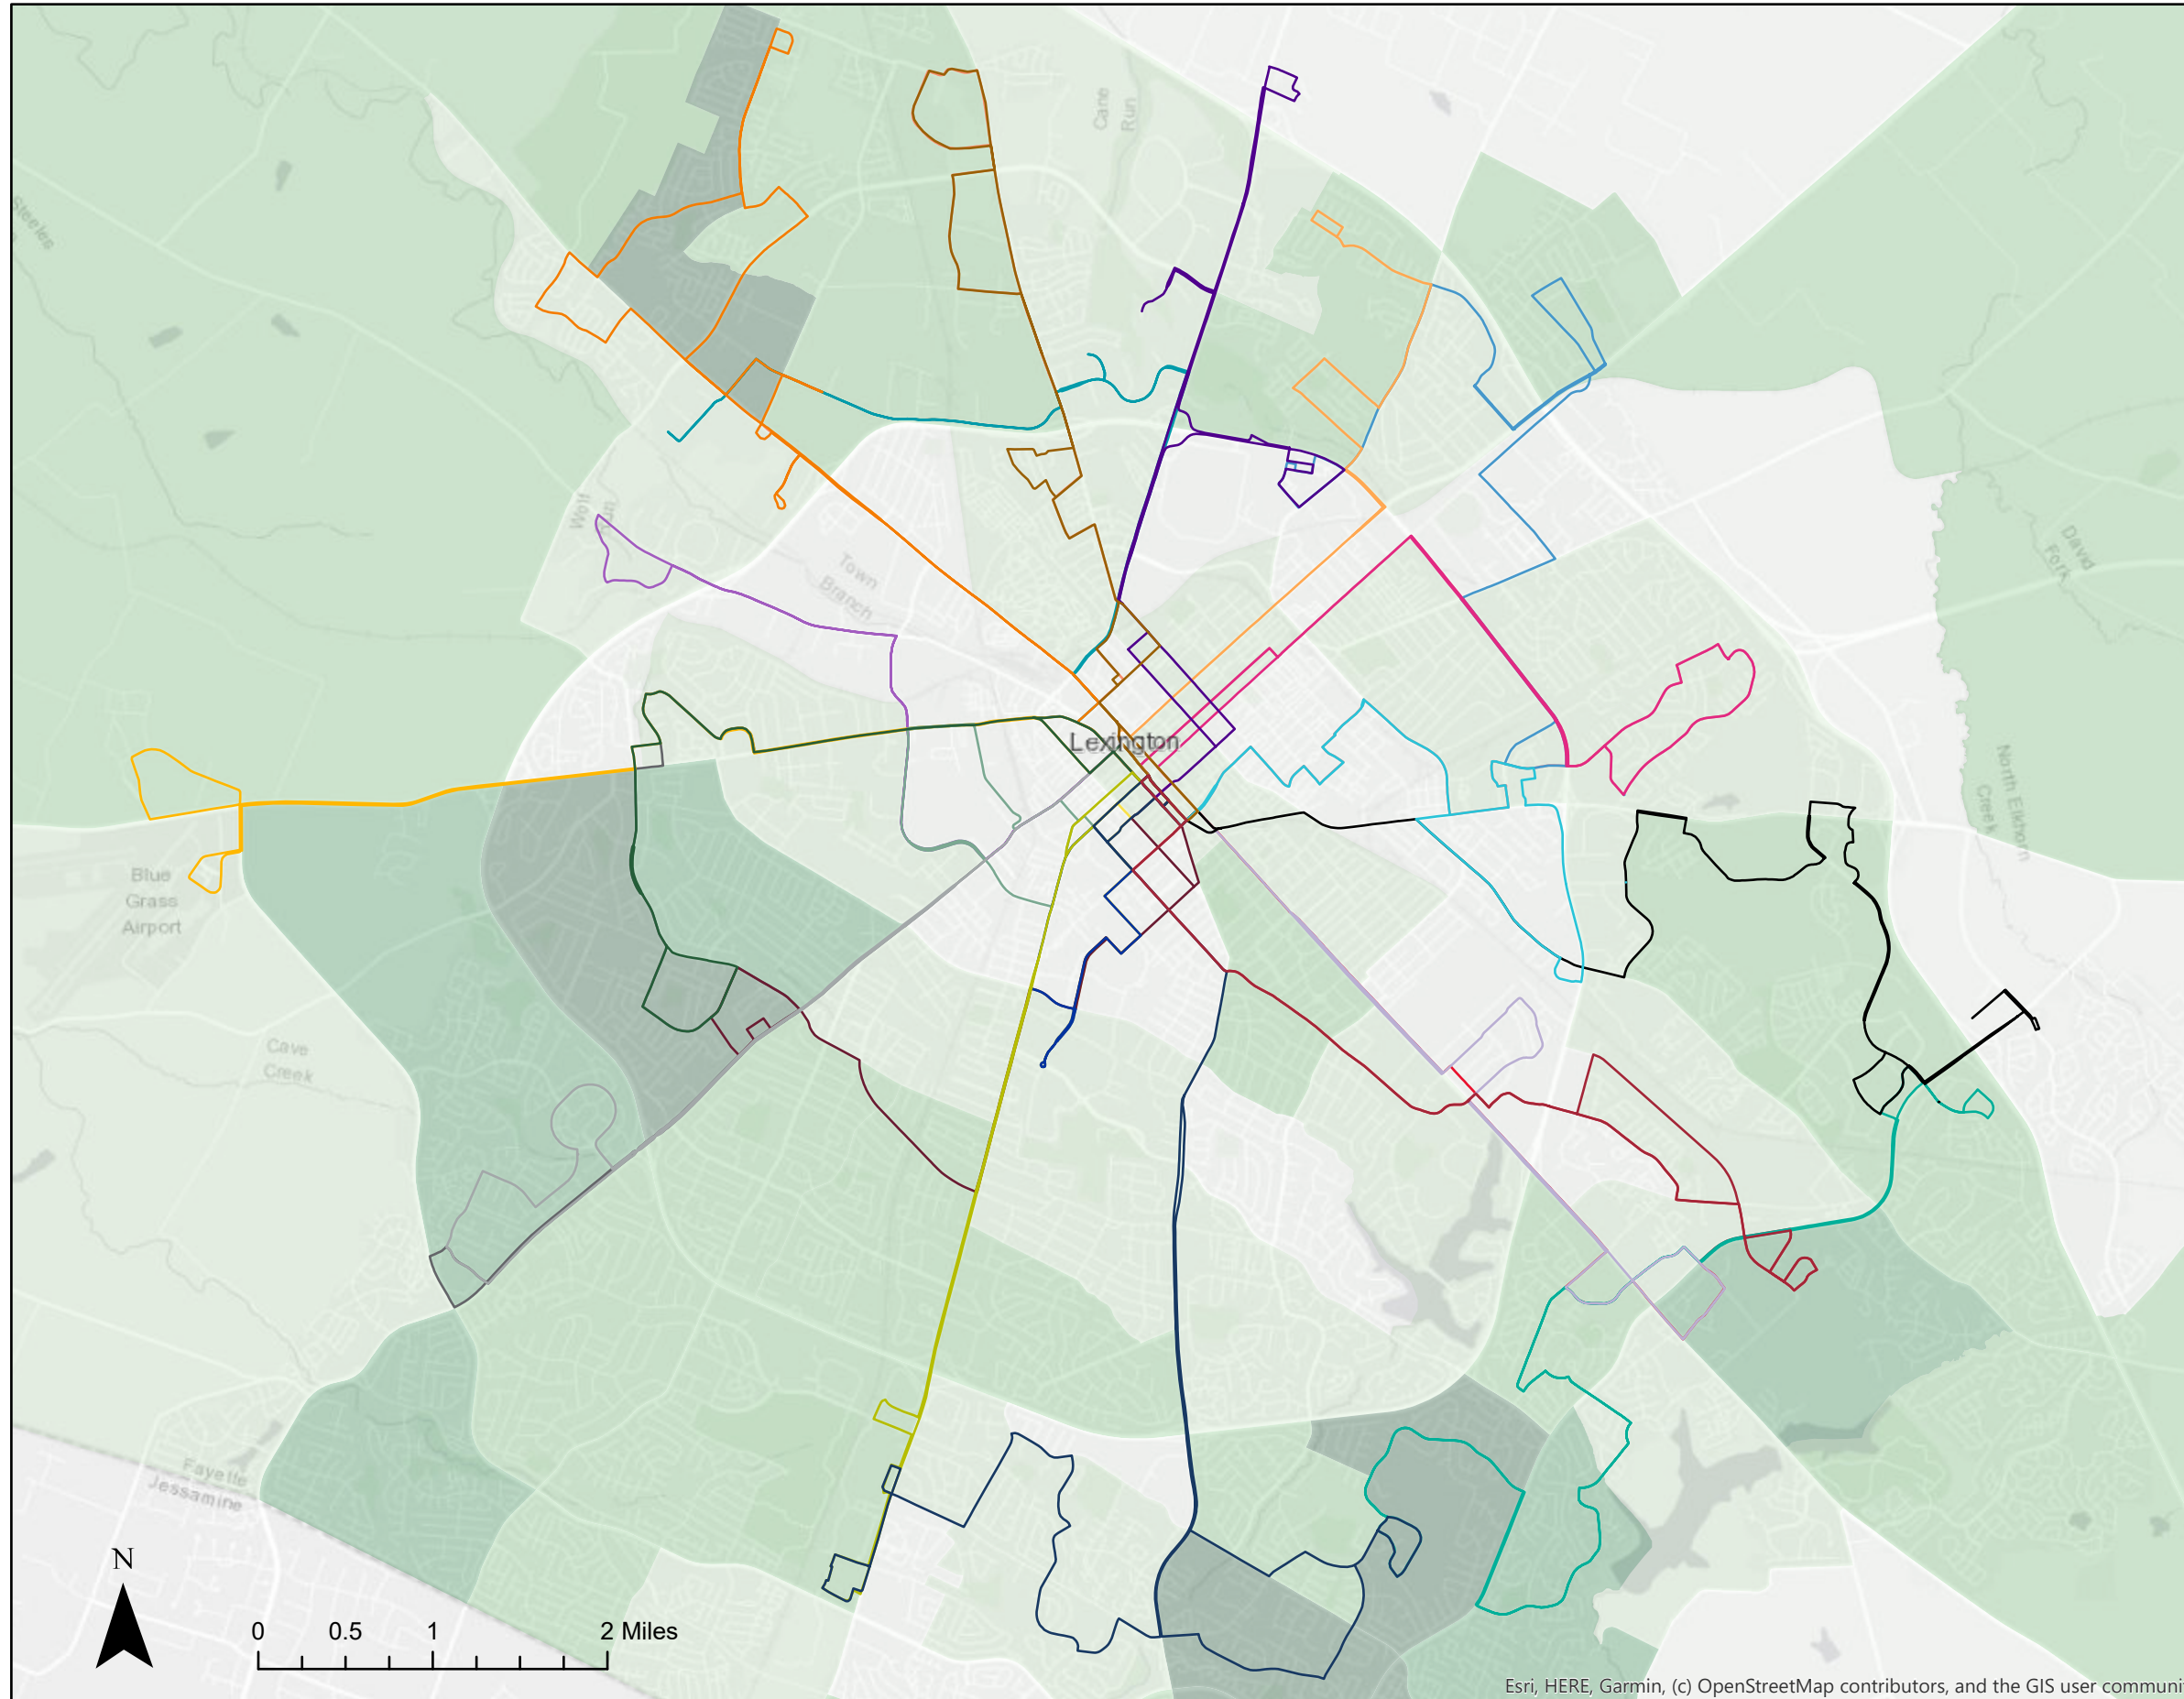 Cane
Run
Steeles
Wolf
Run
Town
Branch
David
Fork
Lexington
North Elkhorn
Creek
Blue
Grass
Airport
Cave
Creek
Fayette
Jessamine
N
0 0.5 1 2 Miles
Esri, HERE, Garmin, (c) OpenStreetMap contributors, and the GIS user communi